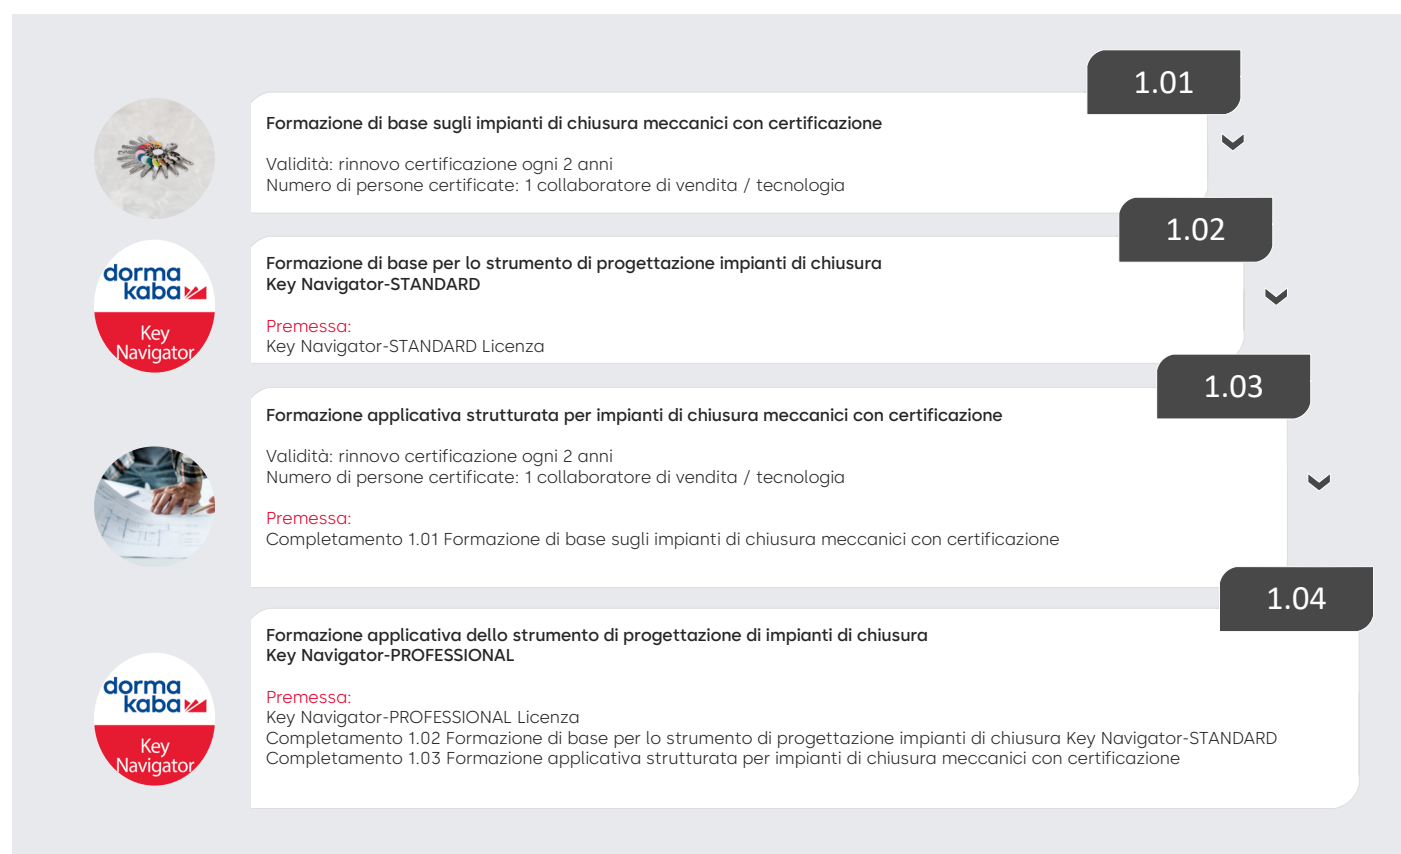 1.01
Formazione di base sugli impianti di chiusura meccanici con certificazione
Validità: rinnovo certificazione ogni 2 anni
Numero di persone certificate: 1 collaboratore di vendita / tecnologia
1.02
dorma
kaba
Key
Navigator
Formazione di base per lo strumento di progettazione impianti di chiusura
Key Navigator-STANDARD
Premessa:
Key Navigator-STANDARD Licenza
1.03
Formazione applicativa strutturata per impianti di chiusura meccanici con certificazione
Validità: rinnovo certificazione ogni 2 anni
Numero di persone certificate: 1 collaboratore di vendita / tecnologia
Premessa:
Completamento 1.01 Formazione di base sugli impianti di chiusura meccanici con certificazione
1.04
dorma
kaba
Key
Navigator
Formazione applicativa dello strumento di progettazione di impianti di chiusura
Key Navigator-PROFESSIONAL
Premessa:
Key Navigator-PROFESSIONAL Licenza
Completamento 1.02 Formazione di base per lo strumento di progettazione impianti di chiusura Key Navigator-STANDARD
Completamento 1.03 Formazione applicativa strutturata per impianti di chiusura meccanici con certificazione